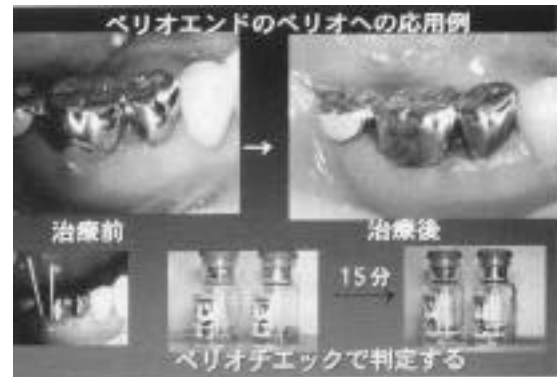 ペリオエンドのペリオへの応用例
治療前
治療後
15分
ペリオチエックで判定する